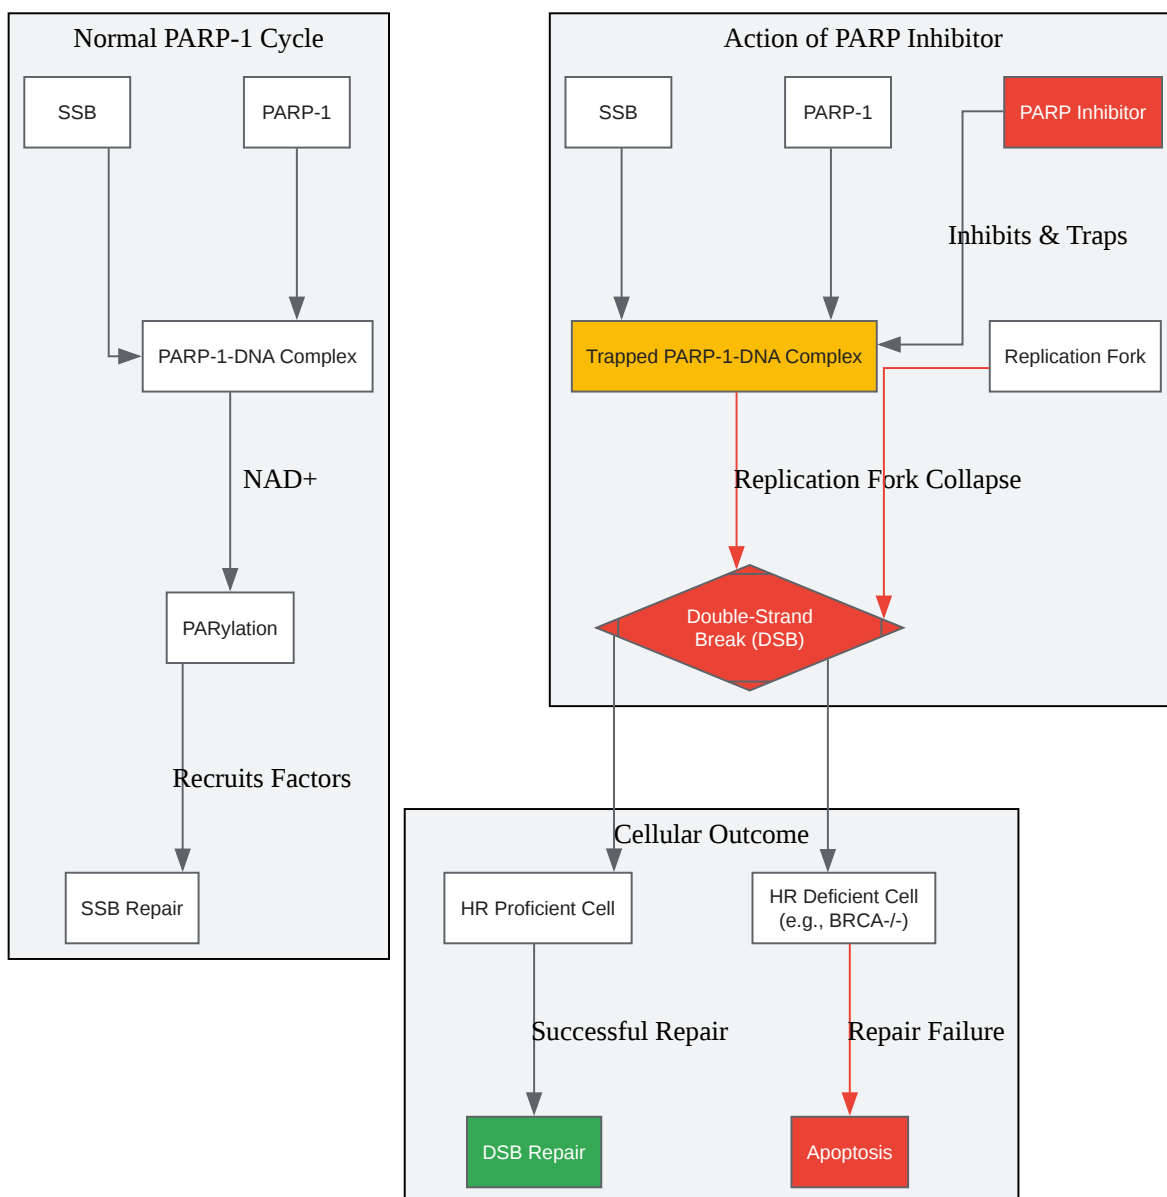 Normal PARP-1 Cycle
SSB
PARP-1
PARP-1-DNA Complex
NAD+
PARylation
Recruits Factors
SSB Repair
Action of PARP Inhibitor
SSB
PARP-1
PARP Inhibitor
Inhibits & Traps
Trapped PARP-1-DNA Complex
Replication Fork
Replication Fork Collapse
Double-Strand
Break (DSB)
Cellular Outcome
HR Proficient Cell
HR Deficient Cell
(e.g., BRCA-/-)
Successful Repair
Repair Failure
DSB Repair
Apoptosis